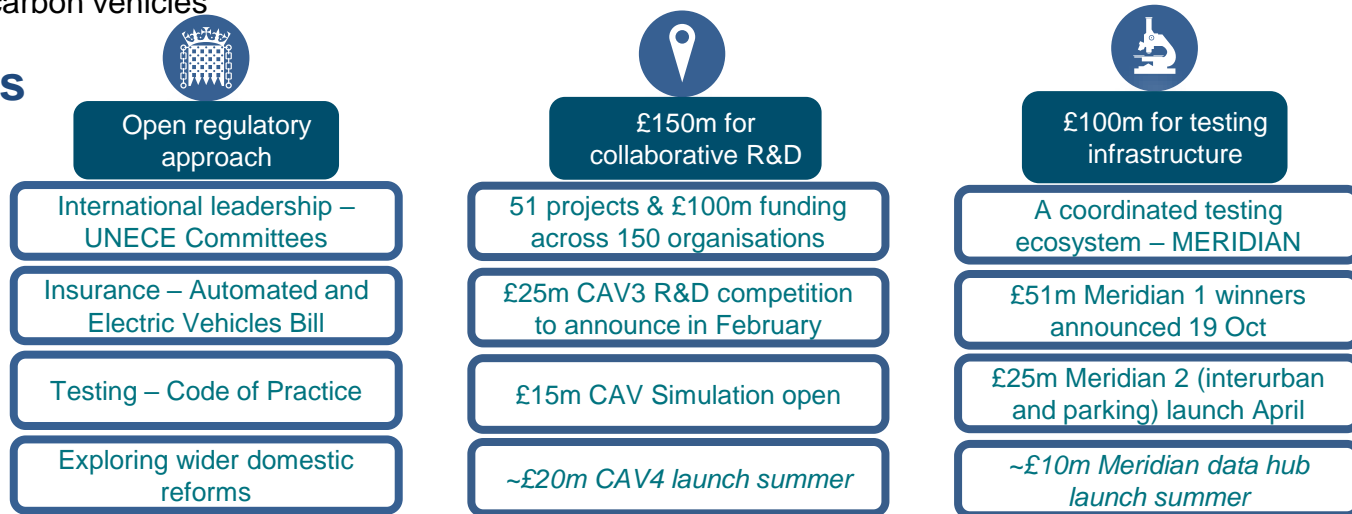 carbon vehicles
s
Open regulatory
approach
International leadership –
UNECE Committees
Insurance – Automated and
Electric Vehicles Bill
Testing – Code of Practice
Exploring wider domestic
reforms
£150m for
collaborative R&D
51 projects & £100m funding
across 150 organisations
£25m CAV3 R&D competition
to announce in February
£15m CAV Simulation open
~£20m CAV4 launch summer
£100m for testing
infrastructure
A coordinated testing
ecosystem – MERIDIAN
£51m Meridian 1 winners
announced 19 Oct
£25m Meridian 2 (interurban
and parking) launch April
~£10m Meridian data hub
launch summer